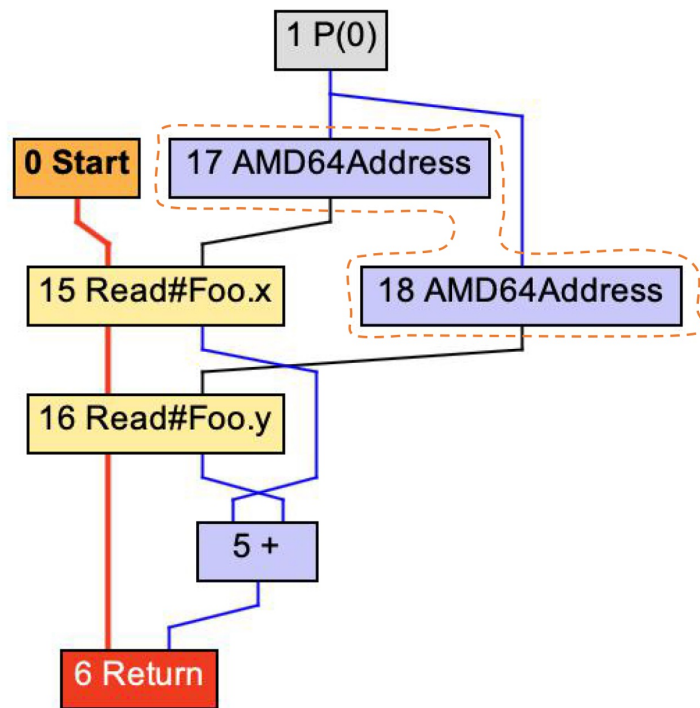 1 P(0)
0 Start
17 AMD64Address
15 Read#Foo.x
18 AMD64Address
16 Read#Foo.y
5 +
6 Return